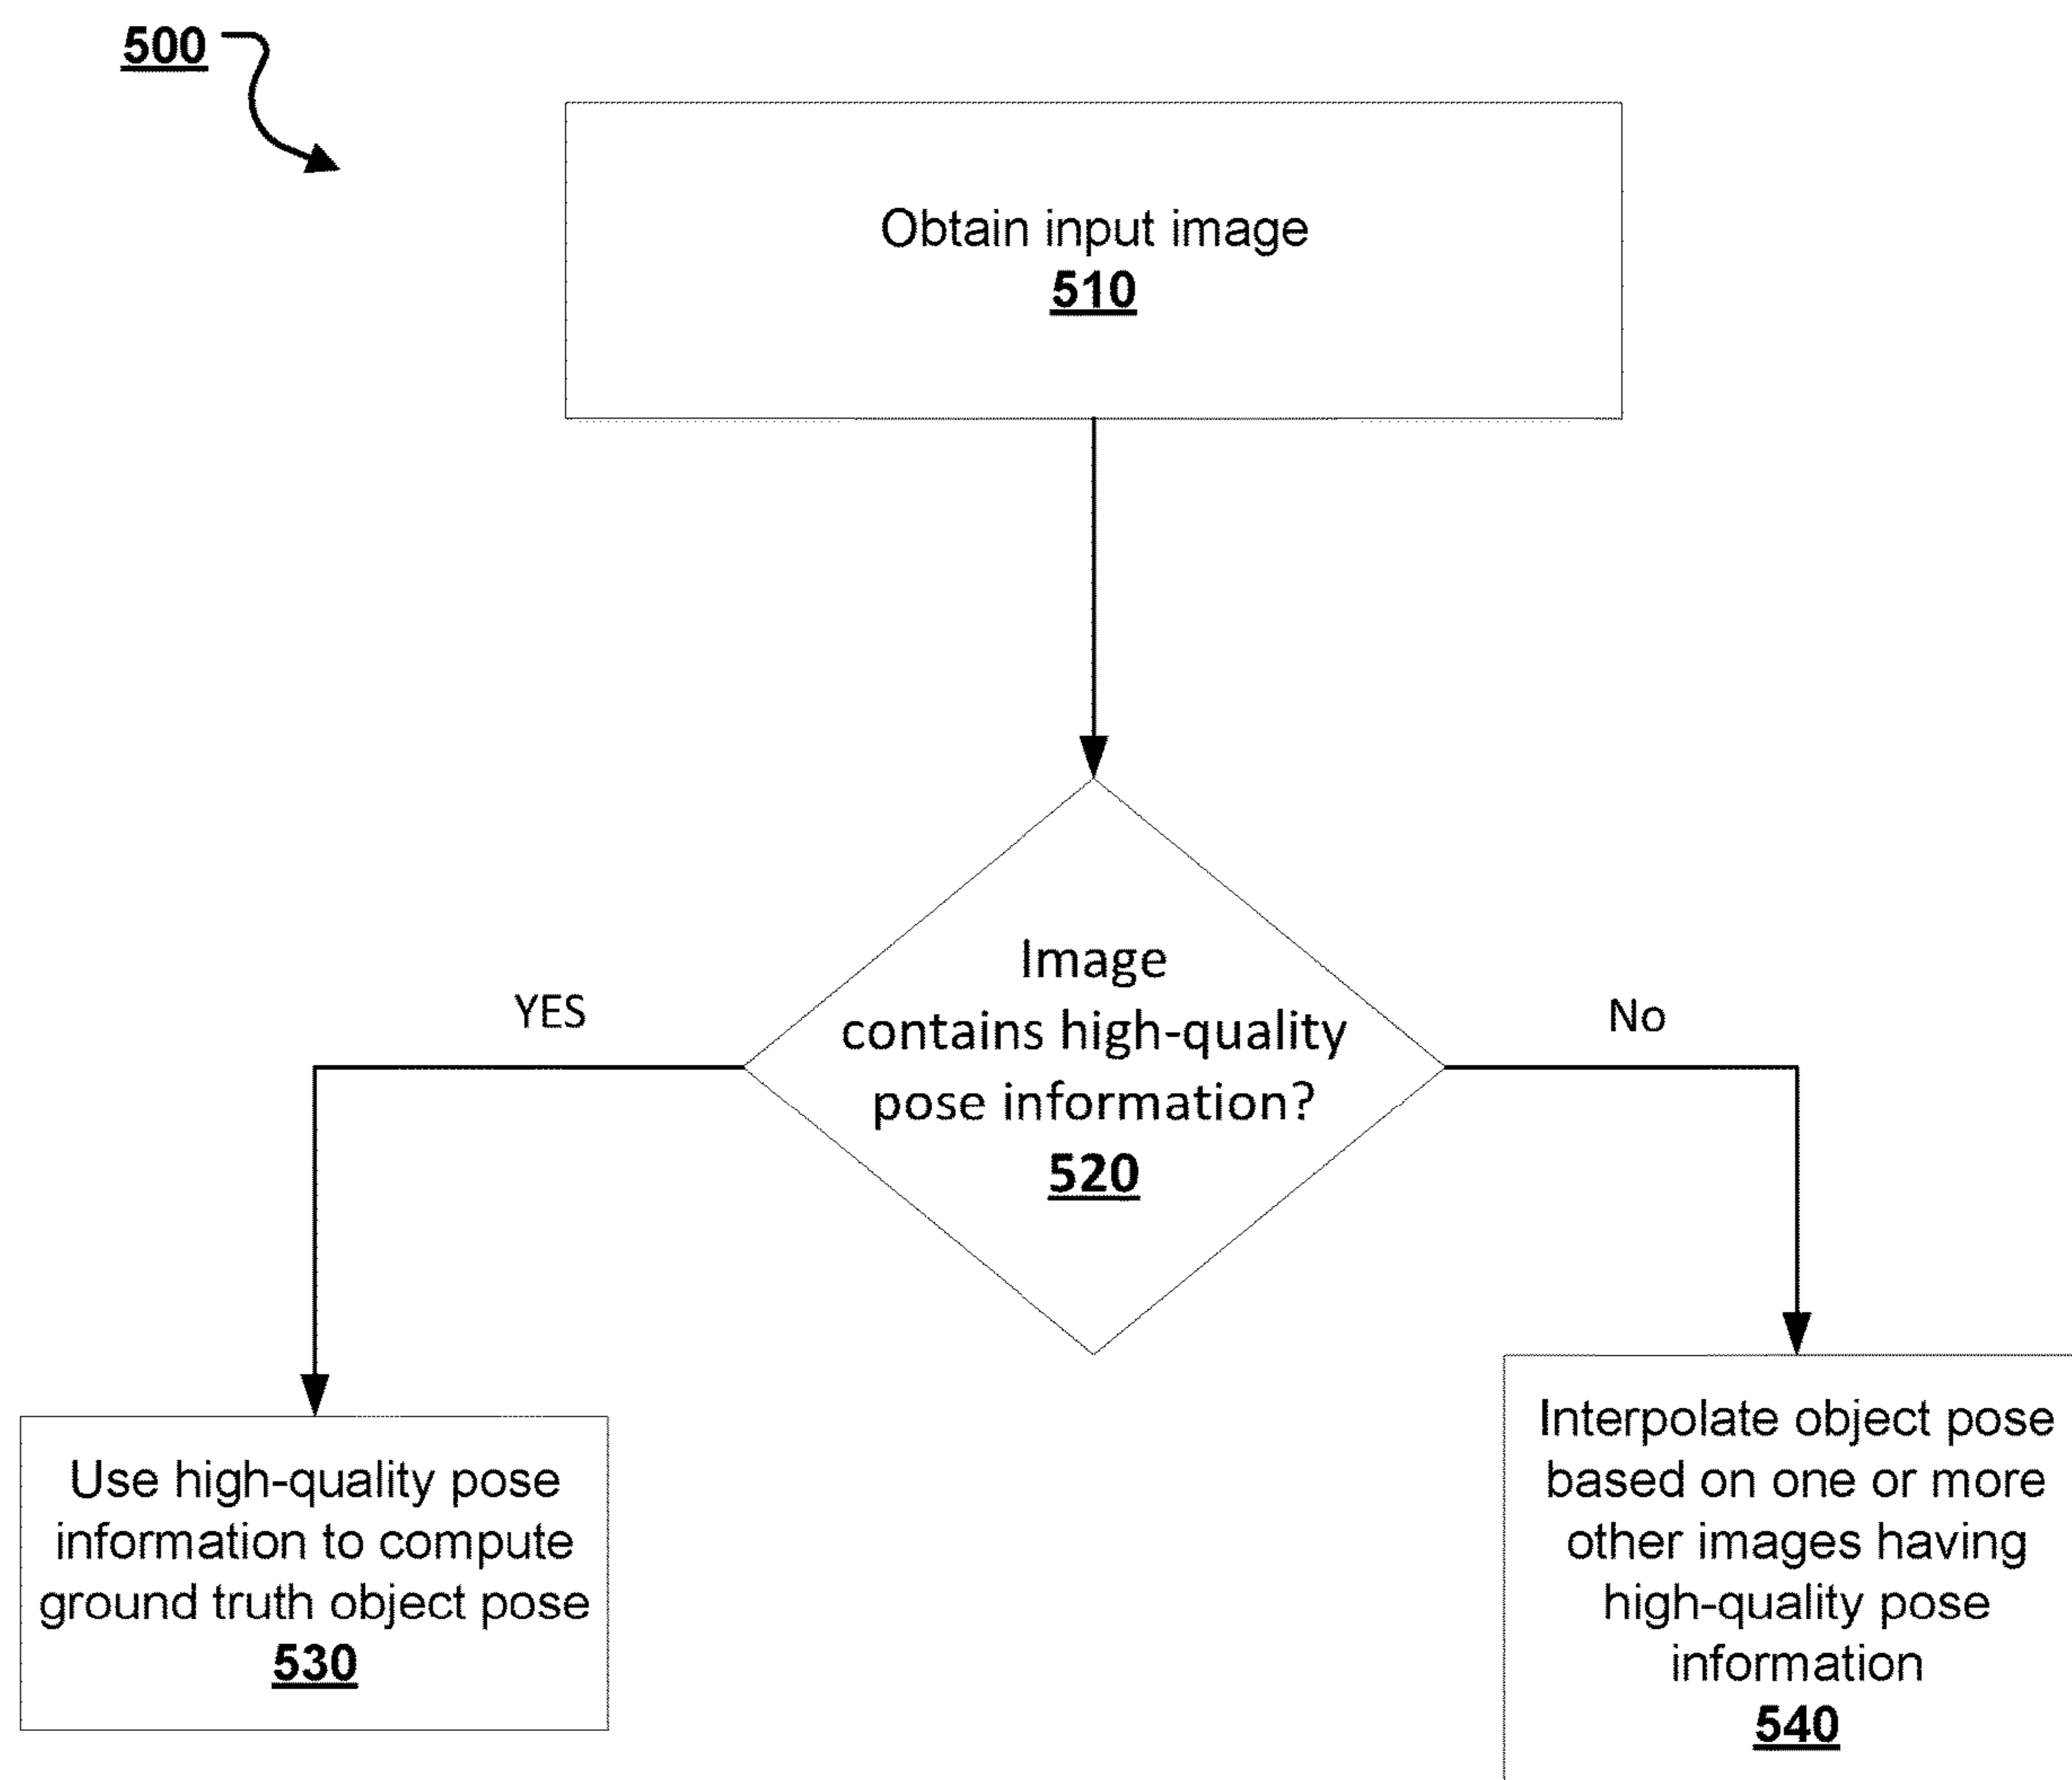 500
Obtain input image
510
Image
contains high-quality
pose information?
520
YES
No
Use high-quality pose
information to compute
ground truth object pose
530
Interpolate object pose
based on one or more
other images having
high-quality pose
information
540